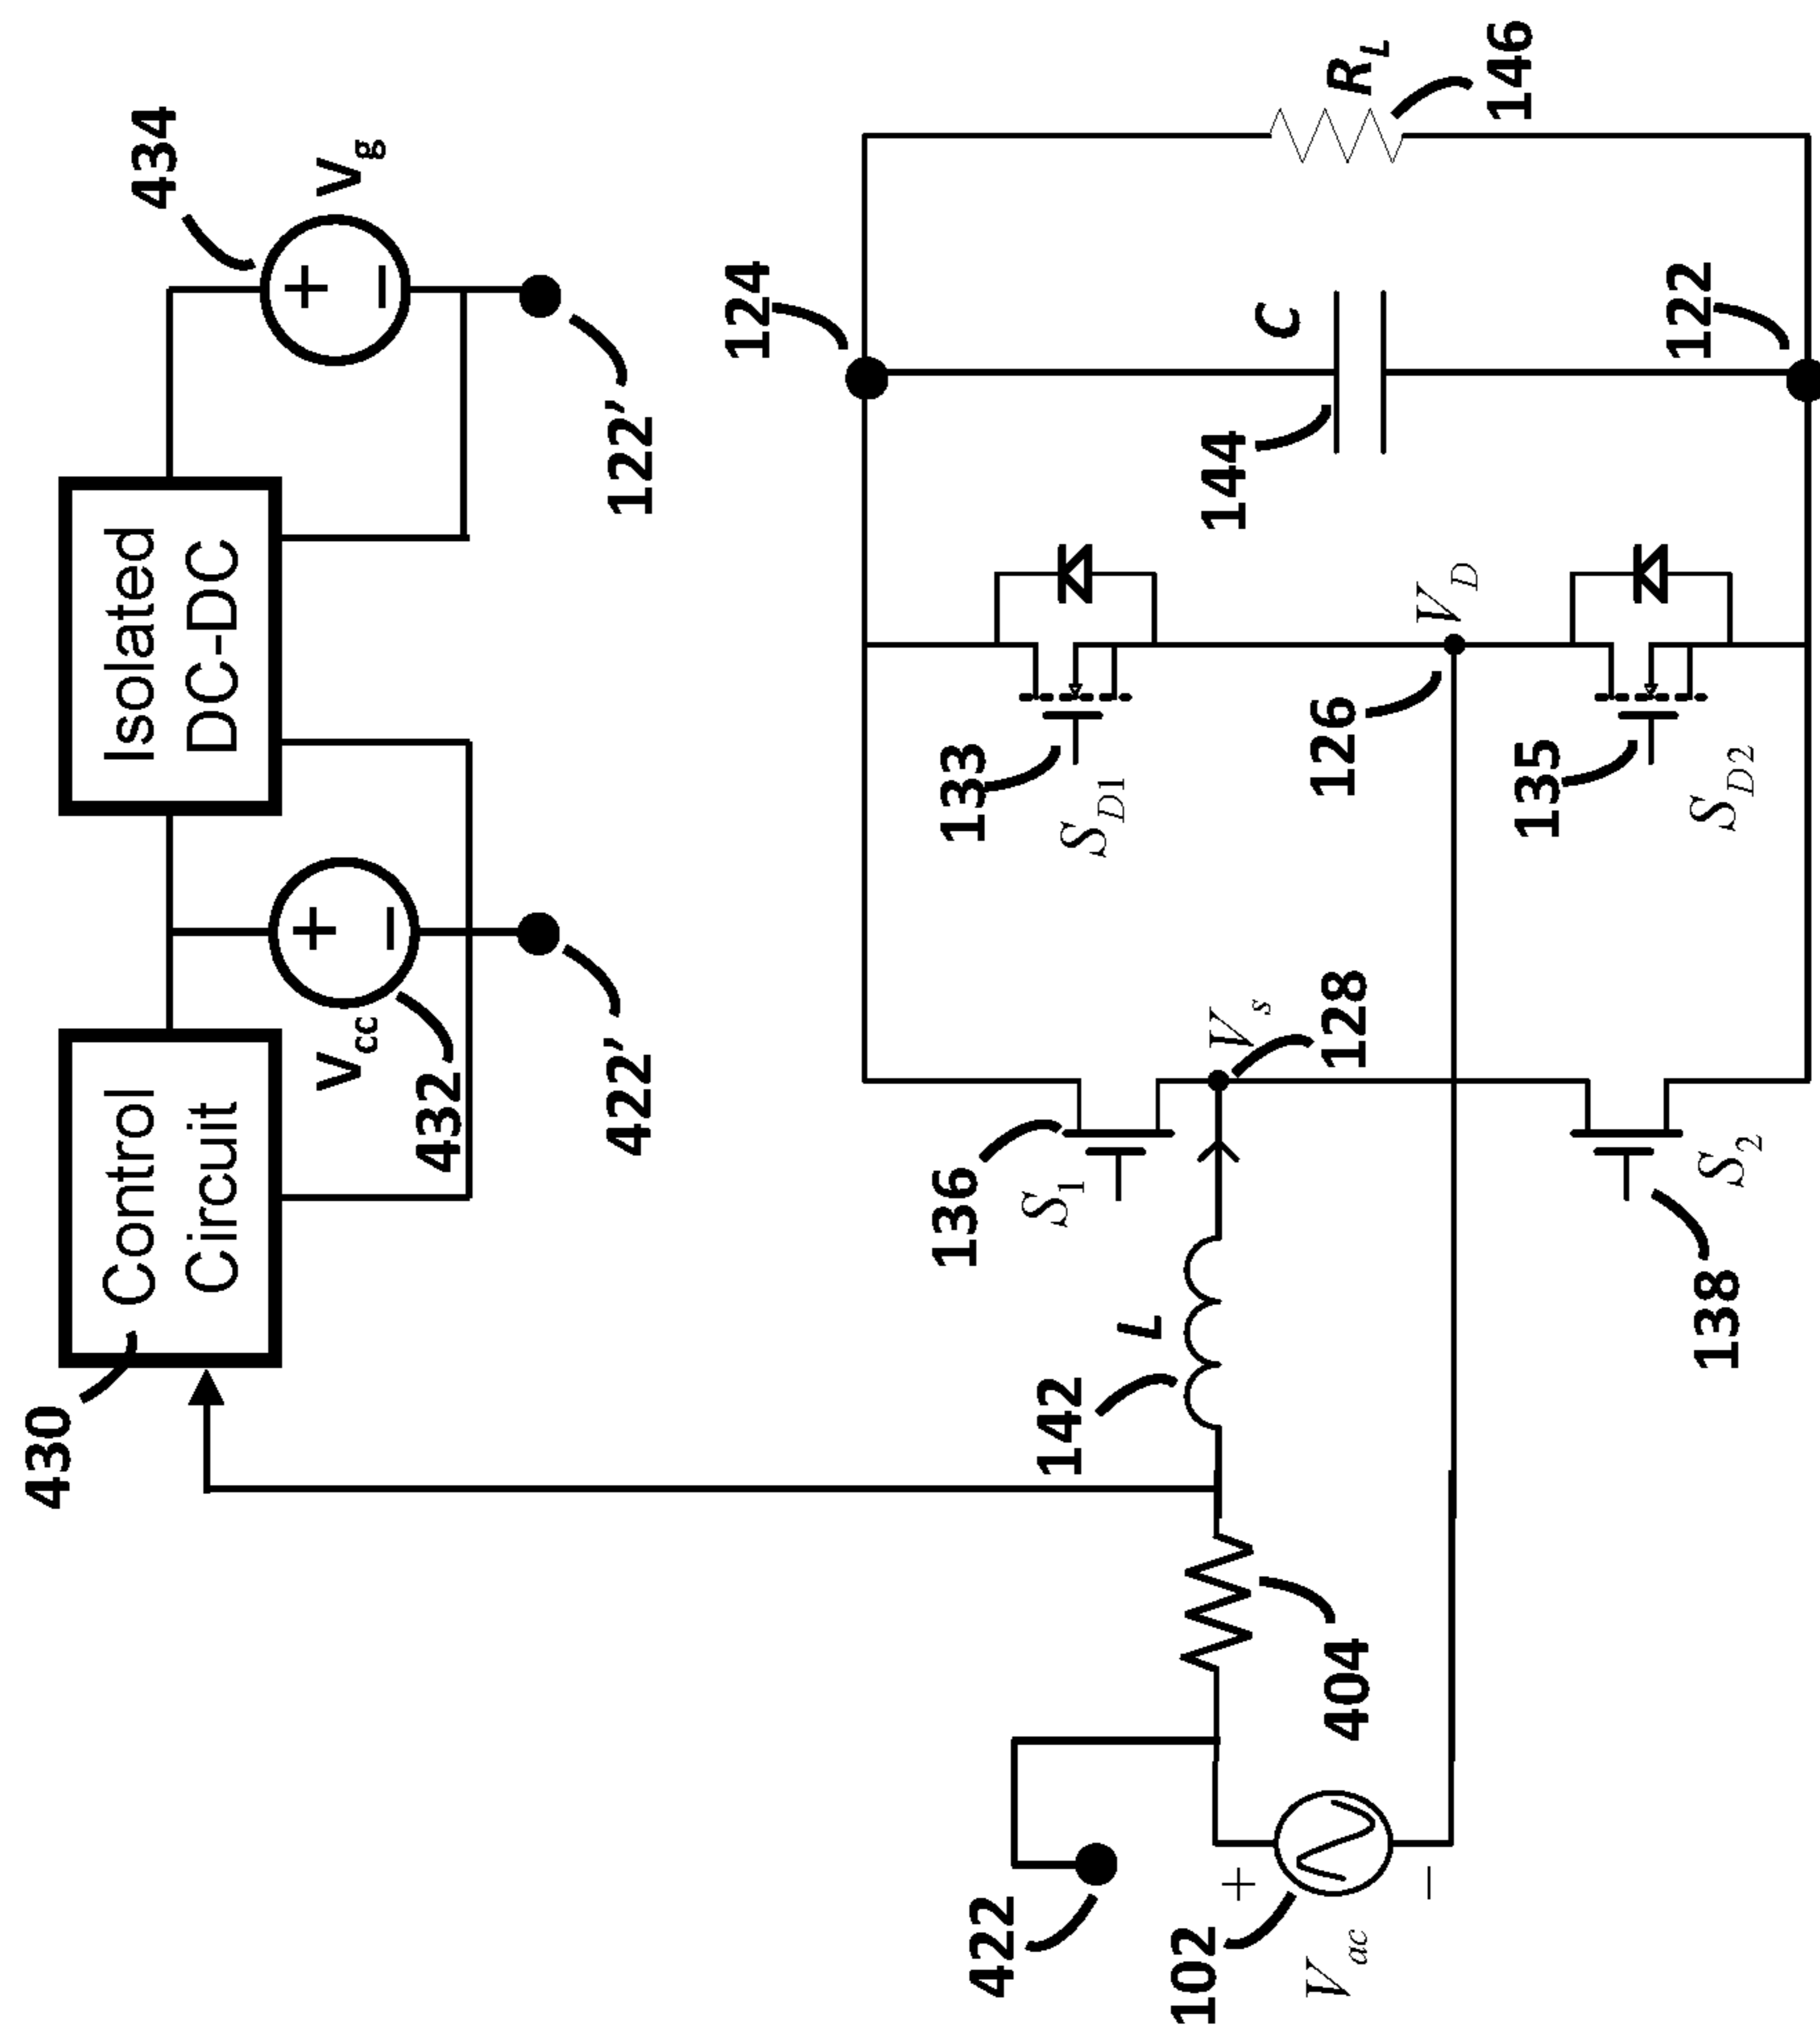 430
Control
Circuit
Vcc
432
422'
Isolated
DC-DC
434
Vg
122'
422
102
Vac
+
−
404
142
L
136
S1
Vs
128
138
S2
133
SD1
126
VD
135
SD2
124
144
C
122
RL
146
+
−
+
−